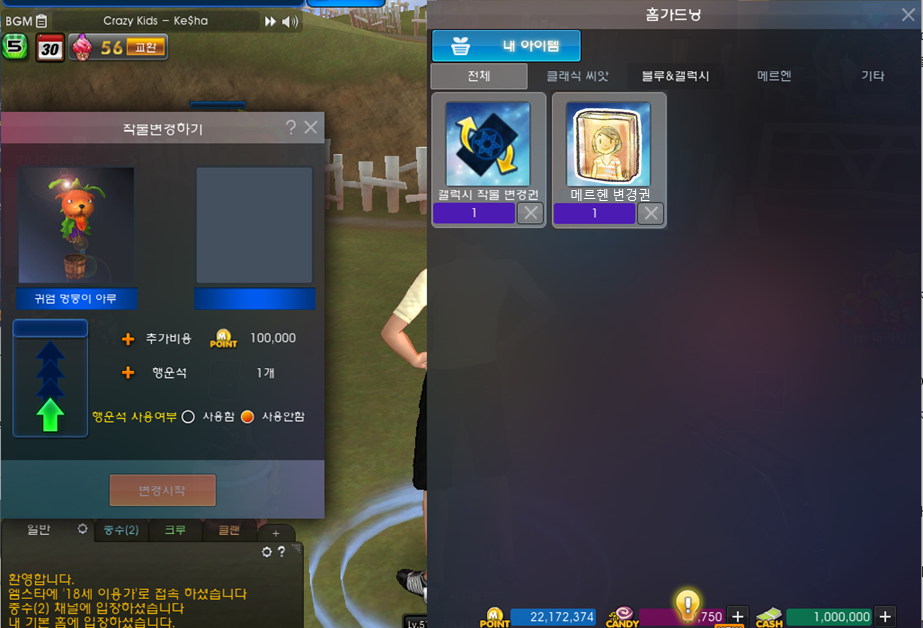 BGM
Crazy Kids - Ke$ha
5
30
56
교환
작물변경하기
?
귀염 멍뭉이 아루
추가비용
POINT
100,000
행운석
1개
행운석 사용여부
사용함
사용안함
변경시작
일반
중수(2)
크루
클랜
+
?
환영합니다.
엠스타에 '18세 이용가'로 접속 하셨습니다
중수(2) 채널에 입장하셨습니다
내 기본 홈에 입장하셨습니다.
Lv.5
홈가드닝
내 아이템
전체
클래식 씨앗
블루&갤럭시
메르헨
기타
갤럭시 작물 변경권
1
메르헨 변경권
1
POINT
22,172,374
CANDY
,750
+
CASH
1,000,000
+